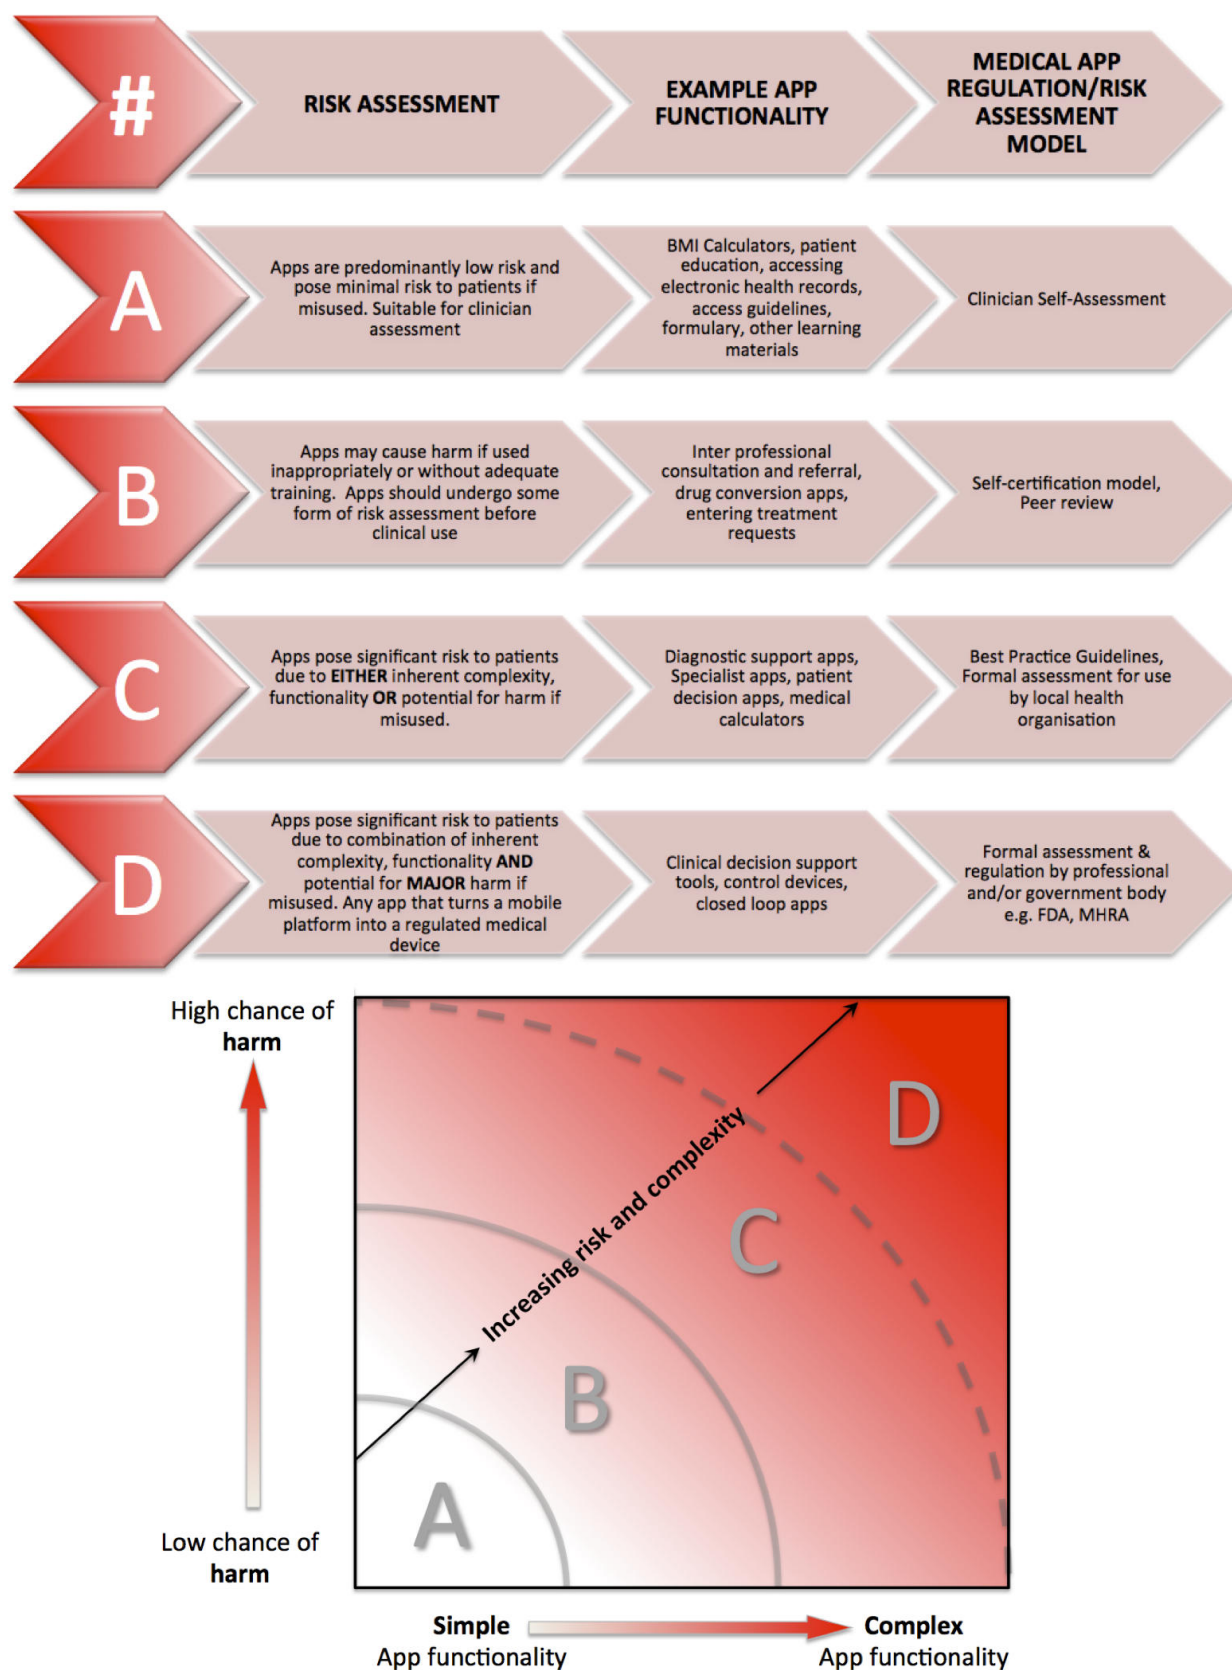 #
RISK ASSESSMENT
EXAMPLE APP
FUNCTIONALITY
MEDICAL APP
REGULATION/RISK
ASSESSMENT
MODEL
A
Apps are predominantly low risk and
pose minimal risk to patients if
misused. Suitable for clinician
assessment
BMI Calculators, patient
education, accessing
electronic health records,
access guidelines,
formulary, other learning
materials
Clinician Self-Assessment
B
Apps may cause harm if used
inappropriately or without adequate
training. Apps should undergo some
form of risk assessment before
clinical use
Inter professional
consultation and referral,
drug conversion apps,
entering treatment
requests
Self-certification model,
Peer review
C
Apps pose significant risk to patients
due to EITHER inherent complexity,
functionality OR potential for harm if
misused.
Diagnostic support apps,
Specialist apps, patient
decision apps, medical
calculators
Best Practice Guidelines,
Formal assessment for use
by local health
organisation
D
Apps pose significant risk to patients
due to combination of inherent
complexity, functionality AND
potential for MAJOR harm if
misused. Any app that turns a mobile
platform into a regulated medical
device
Clinical decision support
tools, control devices,
closed loop apps
Formal assessment &
regulation by professional
and/or government body
e.g. FDA, MHRA
High chance of
harm
D
Increasing risk and complexity
C
B
A
Low chance of
harm
Simple
App functionality
Complex
App functionality